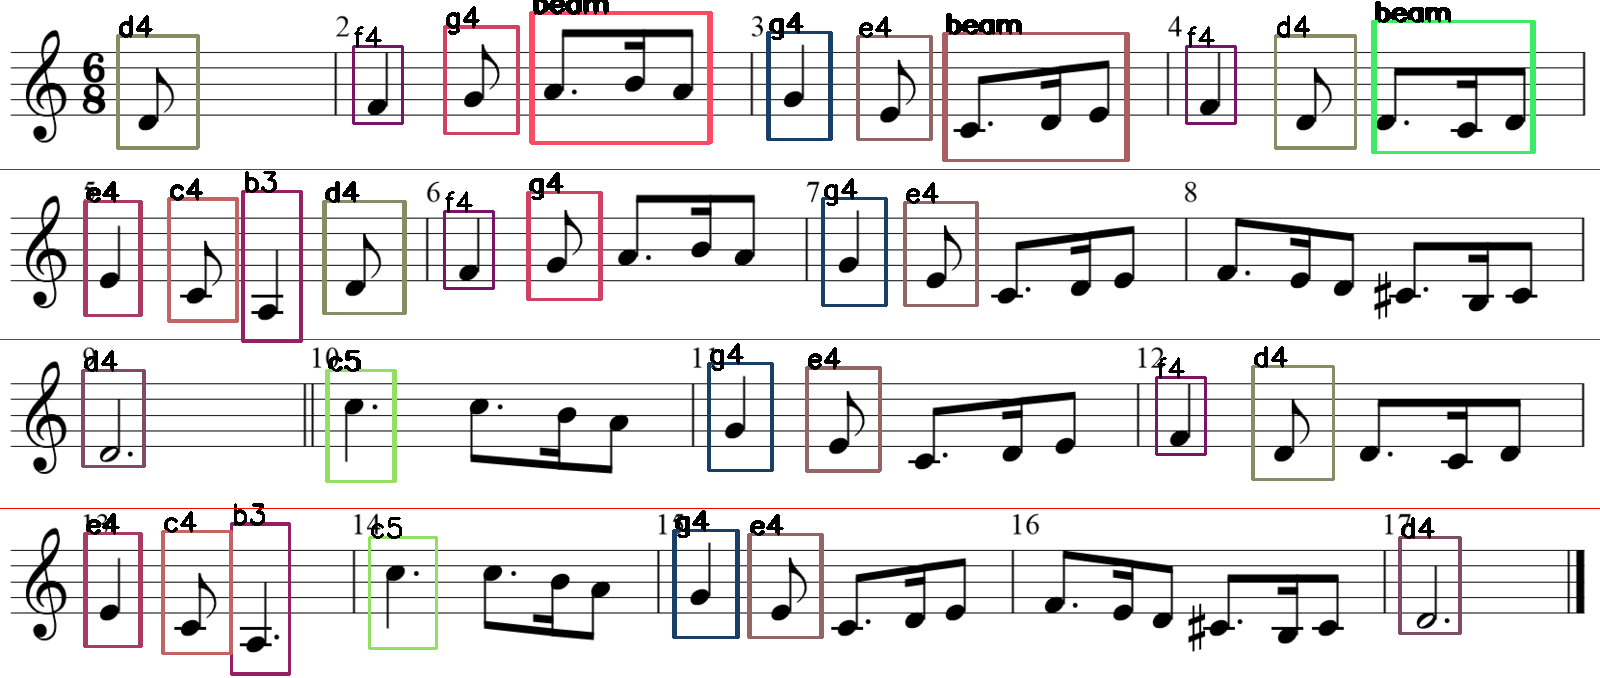 d4 2 f4 g4 beam 3 g4 e4 beam 4 f4 d4 beam
6
8
5 e4 c4 b3 d4 6 f4 g4 7 g4 e4 8
9 d4 10 c5 11 g4 e4 12 f4 d4
13 e4 c4 b3 14 c5 15 g4 e4 16 17 d4